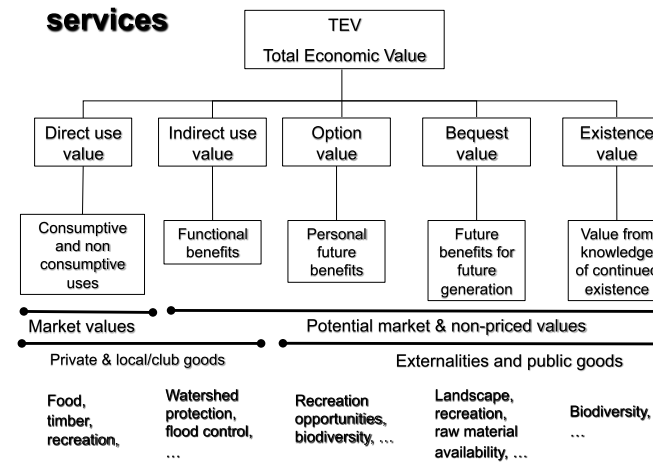 services
TEV
Total Economic Value
Direct use
value
Indirect use
value
Option
value
Bequest
value
Existence
value
Consumptive
and non
consumptive
uses
Functional
benefits
Personal
future
benefits
Future
benefits for
future
generation
Value from
knowledge
of continued
existence
Market values
Potential market & non-priced values
Private & local/club goods
Externalities and public goods
Food,
timber,
recreation,
Watershed
protection,
flood control,
…
Recreation
opportunities,
biodiversity, …
Landscape,
recreation,
raw material
availability, …
Biodiversity,
…